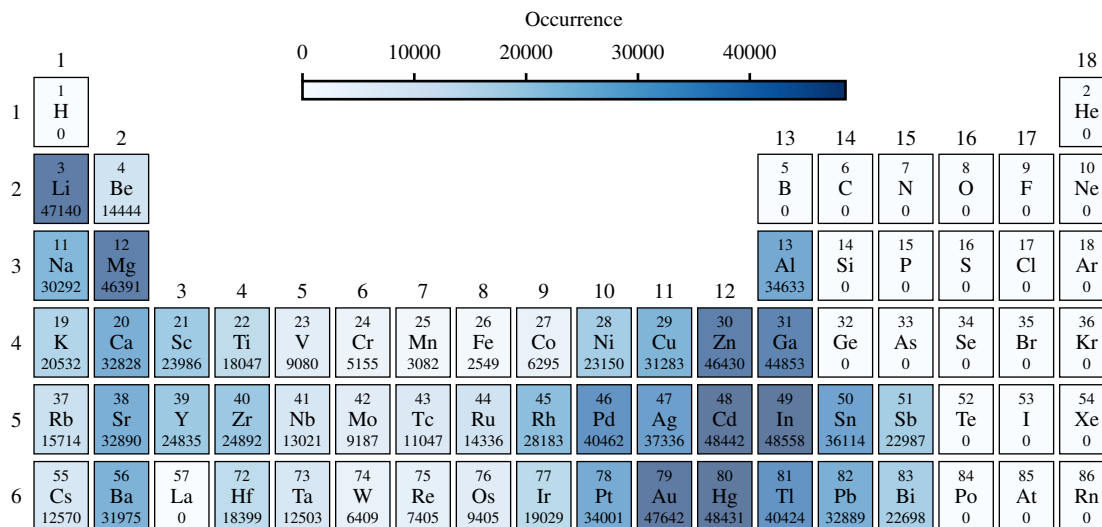 Occurrence
0 10000 20000 30000 40000
1 18
1 2
1 H He
0 0
2 13 14 15 16 17
3 4 5 6 7 8 9 10
2 Li Be B C N O F Ne
47140 14444 0 0 0 0 0 0
11 12 13 14 15 16 17 18
3 Na Mg Al Si P S Cl Ar
30292 46391 34633 0 0 0 0 0
3 4 5 6 7 8 9 10 11 12
19 20 21 22 23 24 25 26 27 28 29 30 31 32 33 34 35 36
4 K Ca Sc Ti V Cr Mn Fe Co Ni Cu Zn Ga Ge As Se Br Kr
20532 32828 23986 18047 9080 5155 3082 2549 6295 23150 31283 46430 44853 0 0 0 0 0
37 38 39 40 41 42 43 44 45 46 47 48 49 50 51 52 53 54
5 Rb Sr Y Zr Nb Mo Tc Ru Rh Pd Ag Cd In Sn Sb Te I Xe
15714 32890 24835 24892 13021 9187 11047 14336 28183 40462 37336 48442 48558 36114 22987 0 0 0
55 56 57 72 73 74 75 76 77 78 79 80 81 82 83 84 85 86
6 Cs Ba La Hf Ta W Re Os Ir Pt Au Hg Tl Pb Bi Po At Rn
12570 31975 0 18399 12503 6409 7405 9405 19029 34001 47642 48431 40424 32889 22698 0 0 0